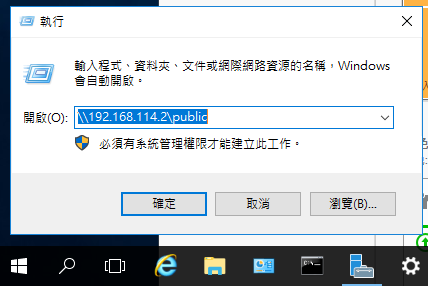 執行
輸入程式、資料夾、文件或網際網路資源的名稱，Windows
會自動開啟。
開啟(O):
\\192.168.114.2\public
必須有系統管理權限才能建立此工作。
確定
取消
瀏覽(B)...